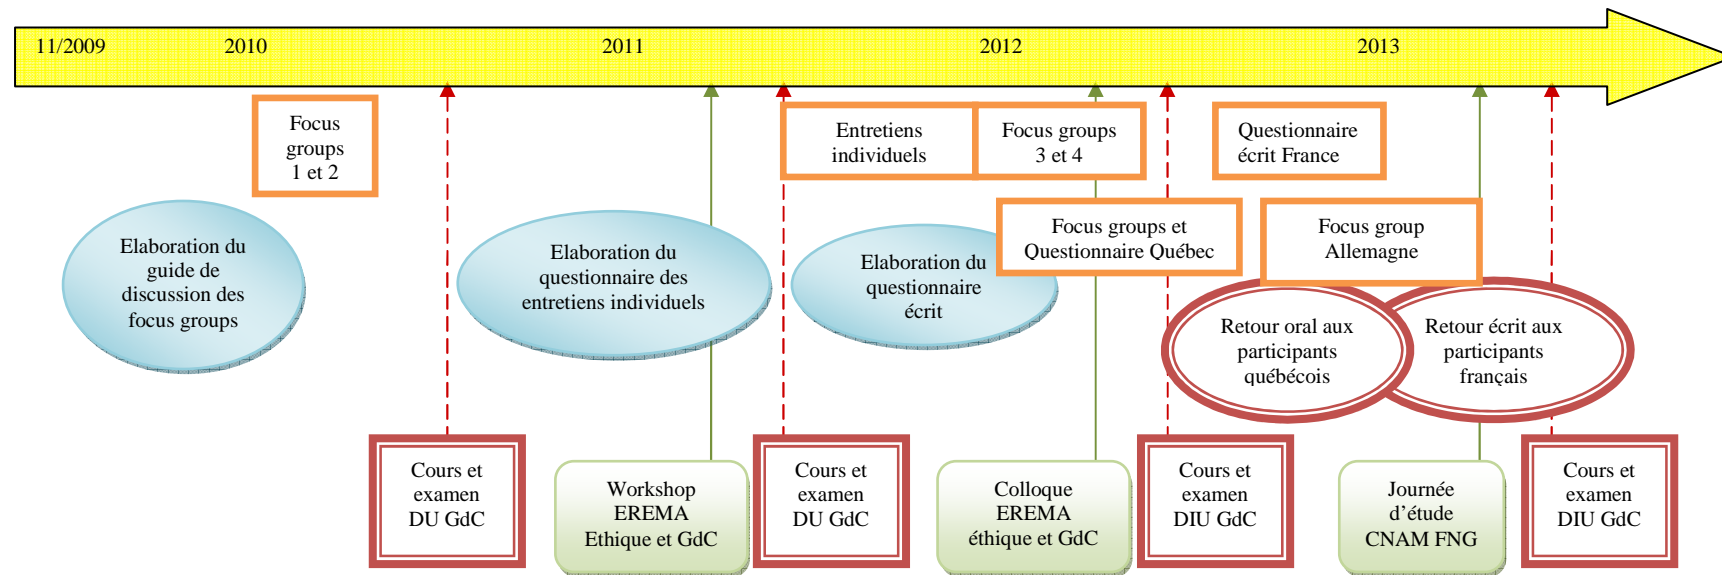 11/2009 2010 2011 2012 2013
Focus
groups
1 et 2
Entretiens
individuels
Focus groups
3 et 4
Questionnaire
écrit France
Elaboration du
guide de
discussion des
focus groups
Elaboration du
questionnaire des
entretiens individuels
Elaboration du
questionnaire
écrit
Focus groups et
Questionnaire Québec
Focus group
Allemagne
Retour oral aux
participants
québécois
Retour écrit aux
participants
français
Cours et
examen
DU GdC
Workshop
EREMA
Ethique et GdC
Cours et
examen
DU GdC
Colloque
EREMA
éthique et GdC
Cours et
examen
DIU GdC
Journée
d’étude
CNAM FNG
Cours et
examen
DIU GdC